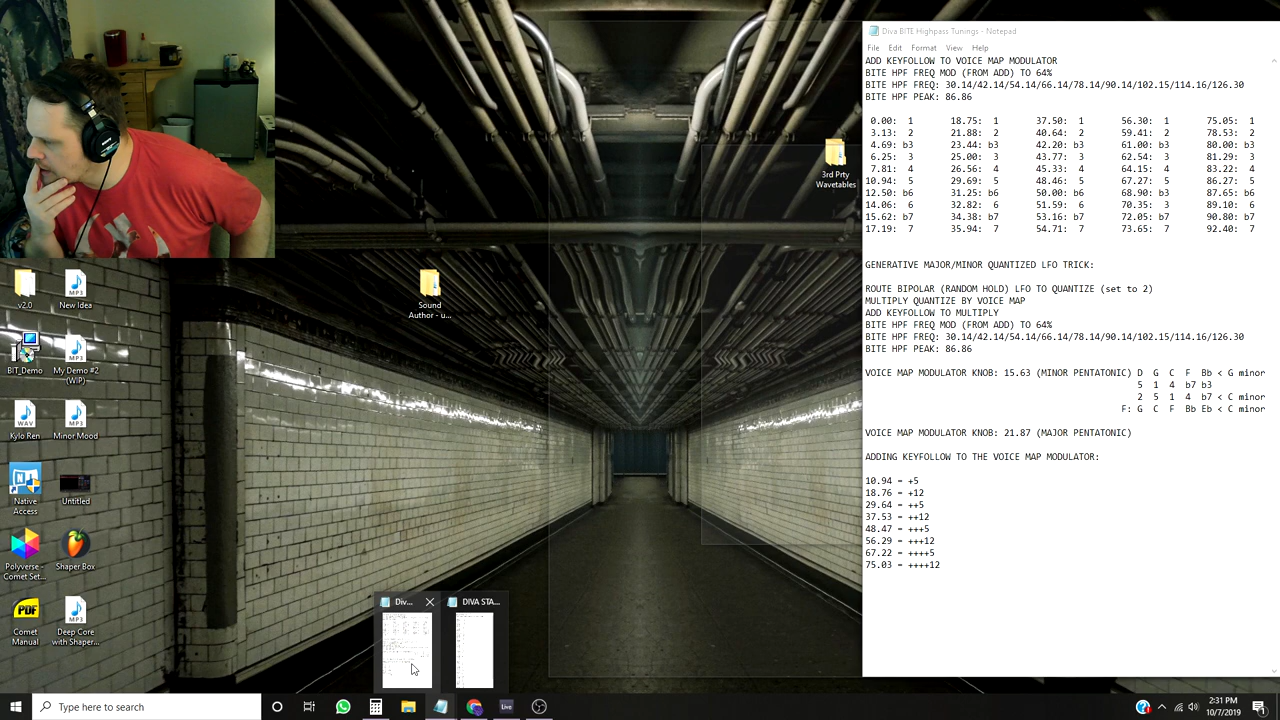 Diva BITE Highpass Tunings - Notepad
File Edit Format View Help
ADD KEYFOLLOW TO VOICE MAP MODULATOR
BITE HPF FREQ MOD (FROM ADD) TO 64%
BITE HPF FREQ: 30.14/42.14/54.14/66.14/78.14/90.14/102.15/114.16/126.30
BITE HPF PEAK: 86.86
0.00: 1 18.75: 1 37.50: 1 56.30: 1 75.05: 1
3.13: 2 21.88: 2 40.64: 2 59.41: 2 78.53: 2
4.69: b3 23.44: b3 42.20: b3 61.00: b3 80.00: b3
6.25: 3 25.00: 3 43.77: 3 62.54: 3 81.29: 3
7.81: 4 26.56: 4 45.33: 4 64.15: 4 83.22: 4
10.94: 5 29.69: 5 48.46: 5 67.27: 5 86.27: 5
12.50: b6 31.25: b6 50.00: b6 68.90: b3 87.65: b6
14.06: 6 32.82: 6 51.59: 6 70.35: 3 89.10: 6
15.62: b7 34.38: b7 53.16: b7 72.05: b7 90.80: b7
17.19: 7 35.94: 7 54.71: 7 73.65: 7 92.40: 7
GENERATIVE MAJOR/MINOR QUANTIZED LFO TRICK:
ROUTE BIPOLAR (RANDOM HOLD) LFO TO QUANTIZE (set to 2)
MULTIPLY QUANTIZE BY VOICE MAP
ADD KEYFOLLOW TO MULTIPLY
BITE HPF FREQ MOD (FROM ADD) TO 64%
BITE HPF FREQ: 30.14/42.14/54.14/66.14/78.14/90.14/102.15/114.16/126.30
BITE HPF PEAK: 86.86
VOICE MAP MODULATOR KNOB: 15.63 (MINOR PENTATONIC) D G C F Bb < G minor
5 1 4 b7 b3
2 5 1 4 b7 < C minor
F: G C F Bb Eb < C minor
VOICE MAP MODULATOR KNOB: 21.87 (MAJOR PENTATONIC)
ADDING KEYFOLLOW TO THE VOICE MAP MODULATOR:
10.94 = +5
18.76 = +12
29.64 = ++5
37.53 = ++12
48.47 = +++5
56.29 = +++12
67.22 = ++++5
75.03 = ++++12
3rd Prty
Wavetables
Sound
Author - u...
v2.0
New Idea
BIT_Demo
My Demo #2
(WIP)
Kylo Ren
Minor Mood
Native
Access
Untitled
Polyverse -
Comet Set...
Shaper Box
PDF
Comet
Manual
Deep Core
with Shaper...
Div...
DIVA STA...
Type here to search
Live
2:31 PM
10/7/2019
1